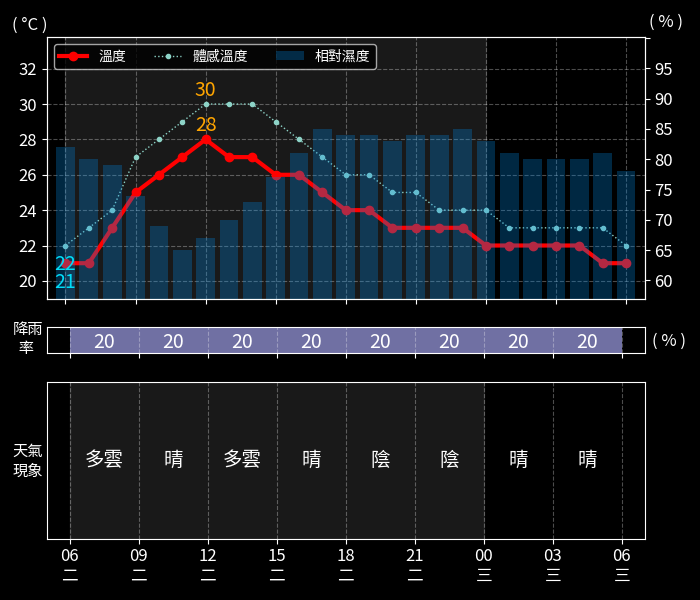 ( °C )
( % )
溫度 體感溫度 相對濕度
32
30
28
26
24
22
20
95
90
85
80
75
70
65
60
30
28
22
21
降雨
率
20 20 20 20 20 20 20 20
( % )
天氣
現象
多雲 晴 多雲 晴 陰 陰 晴 晴
06 09 12 15 18 21 00 03 06
二 二 二 二 二 二 三 三 三